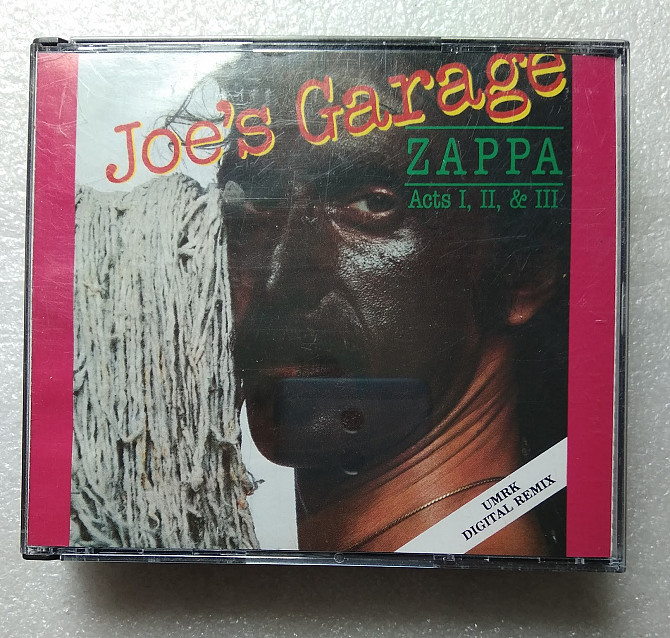 Joe's Garage
ZAPPA
Acts I, II, & III
UMRK
DIGITAL REMIX